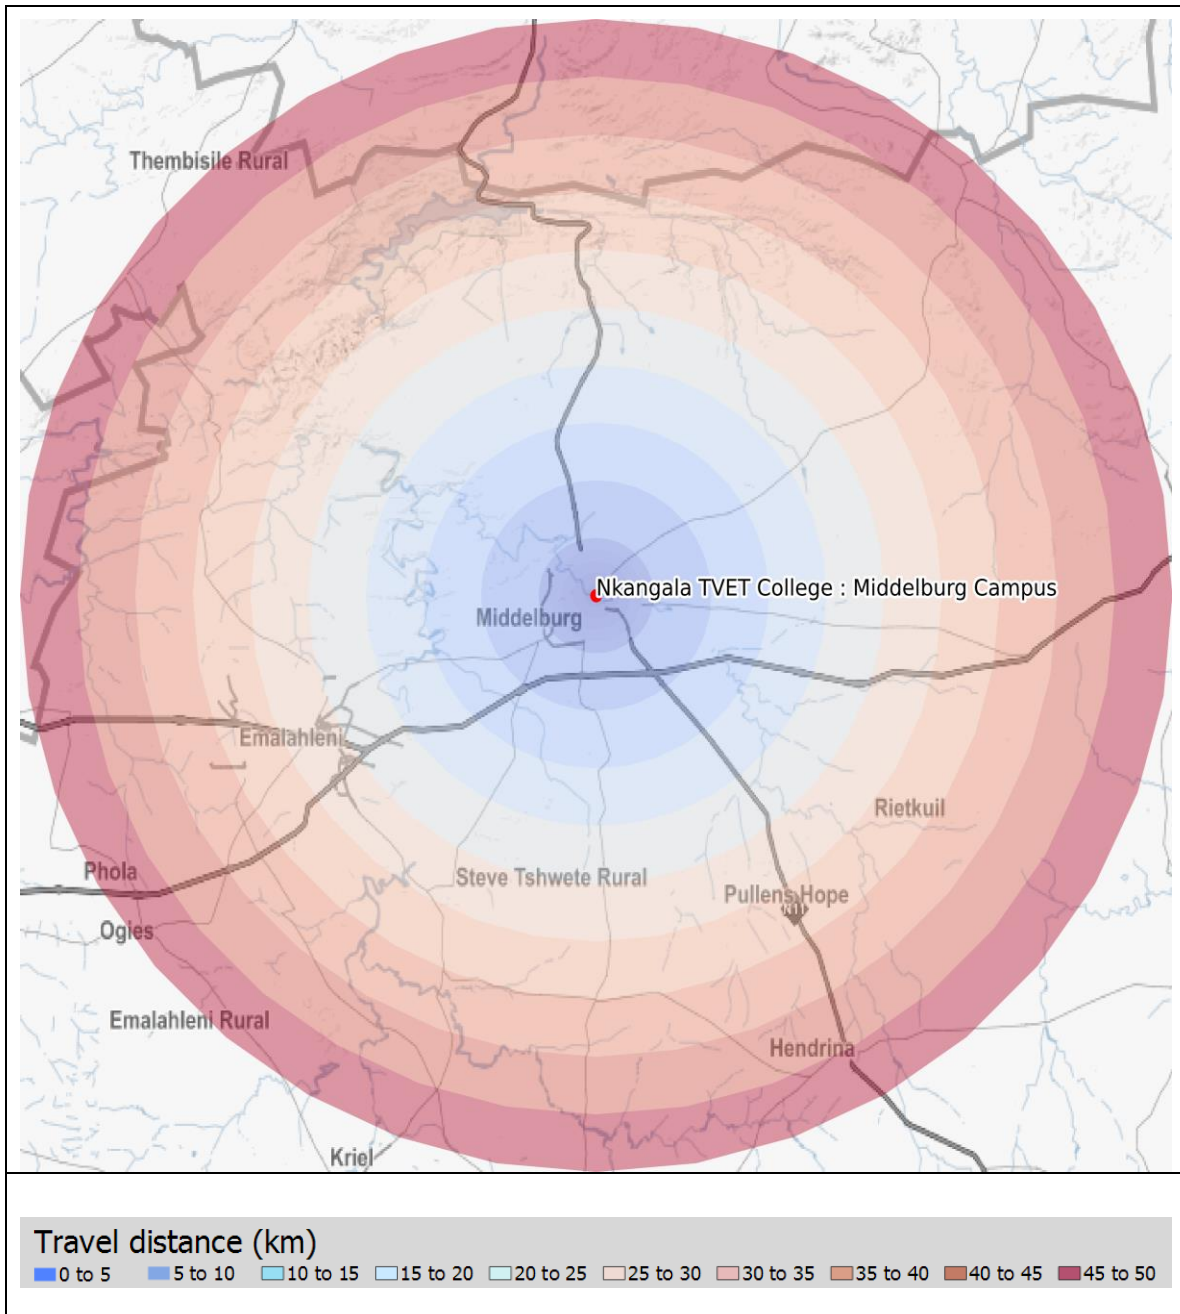 Thembisile Rural
Nkangala TVET College : Middelburg Campus
Middelburg
Emalahleni
Rietkuil
Phola
Steve Tshwete Rural
Pullens Hope
N11
Ogies
Emalahleni Rural
Hendrina
Kriel
Travel distance (km)
0 to 5 5 to 10 10 to 15 15 to 20 20 to 25 25 to 30 30 to 35 35 to 40 40 to 45 45 to 50